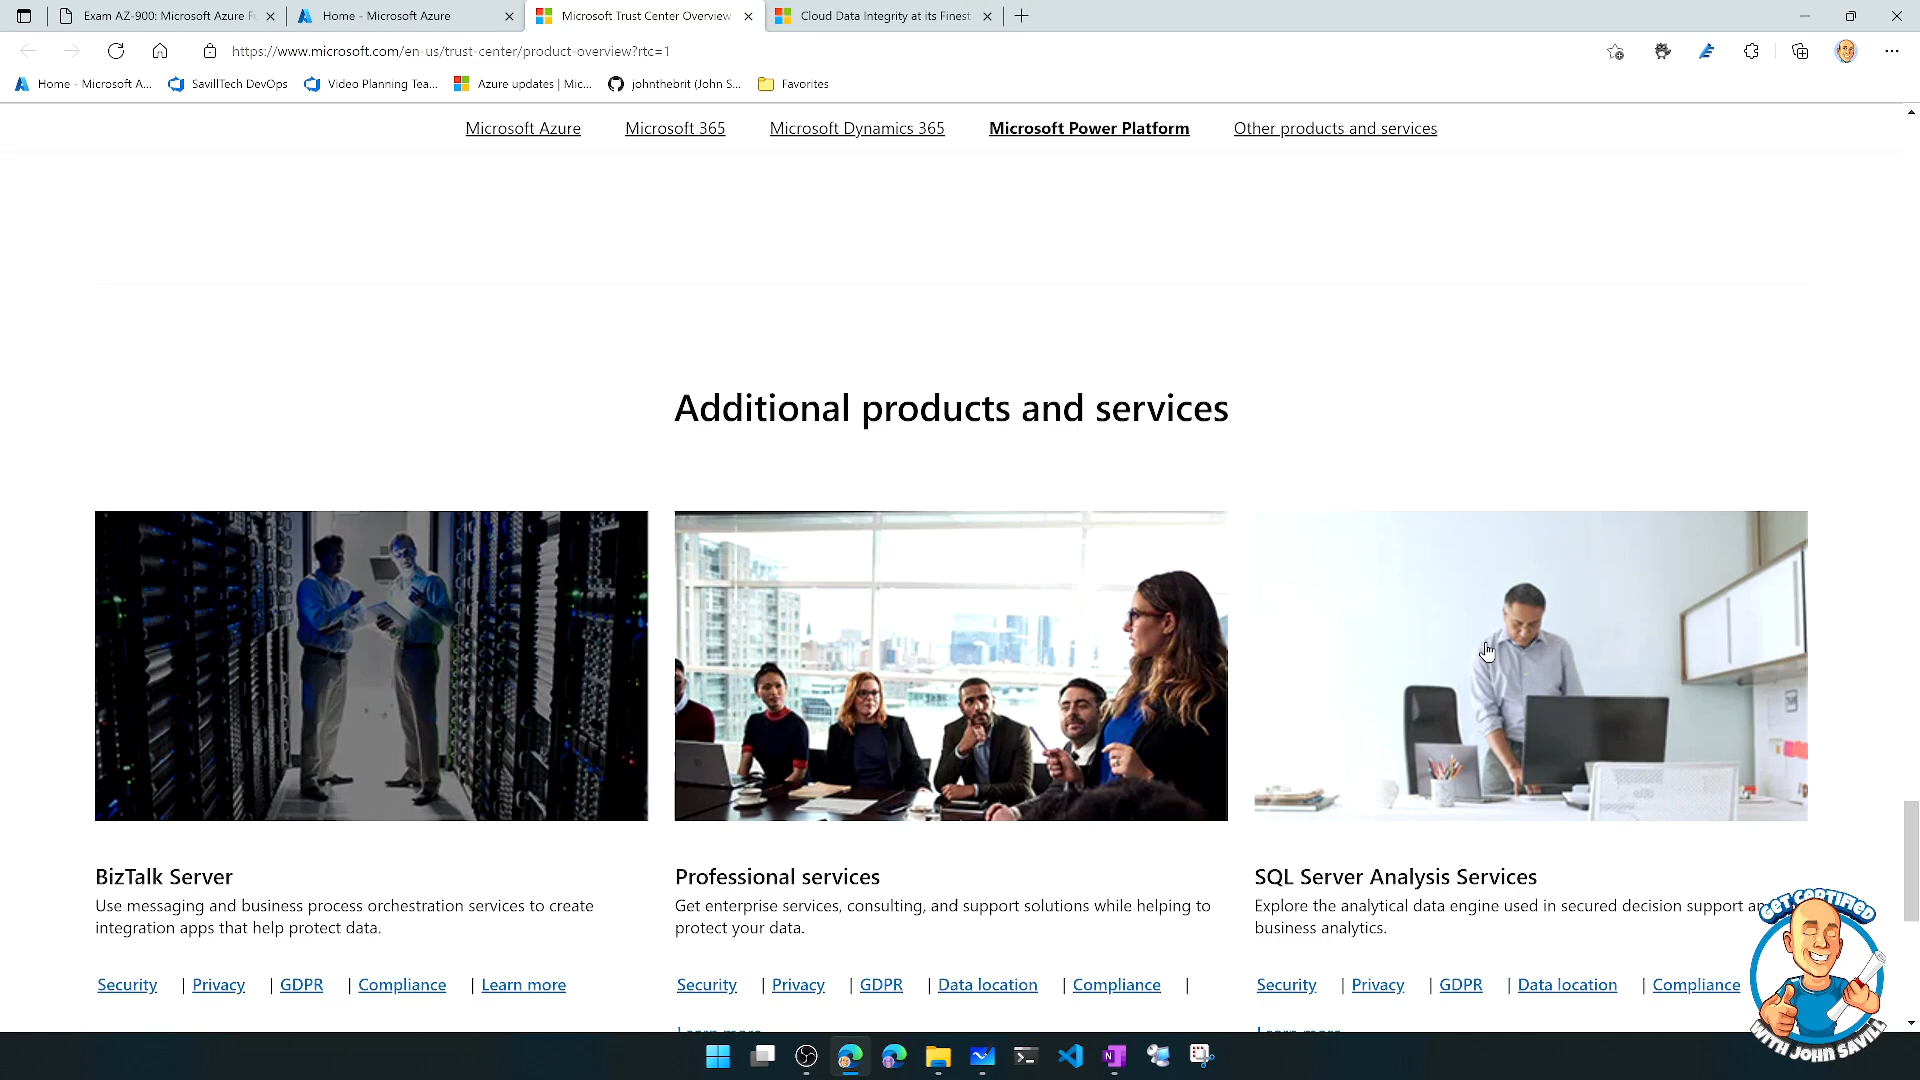 Exam AZ-900: Microsoft Azure Fu
Home - Microsoft Azure
Microsoft Trust Center Overview
Cloud Data Integrity at its Finest
https://www.microsoft.com/en-us/trust-center/product-overview?rtc=1
Home - Microsoft A...
SavillTech DevOps
Video Planning Tea...
Azure updates | Mic...
johnthebrit (John S...
Favorites
Microsoft Azure
Microsoft 365
Microsoft Dynamics 365
Microsoft Power Platform
Other products and services
Additional products and services
BizTalk Server
Use messaging and business process orchestration services to create
integration apps that help protect data.
Security | Privacy | GDPR | Compliance | Learn more
Professional services
Get enterprise services, consulting, and support solutions while helping to
protect your data.
Security | Privacy | GDPR | Data location | Compliance |
Learn more
SQL Server Analysis Services
Explore the analytical data engine used in secured decision support
business analytics.
Security | Privacy | GDPR | Data location | Compliance
Learn more
GET CERTIFIED
WITH JOHN SAVILL